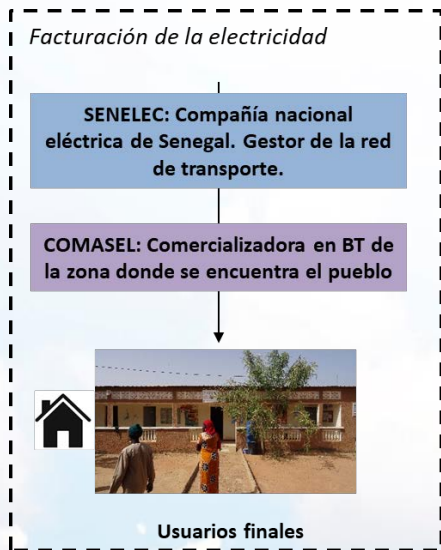 Facturación de la electricidad
SENELEC: Compañía nacional
eléctrica de Senegal. Gestor de la red
de transporte.
COMASEL: Comercializadora en BT de
la zona donde se encuentra el pueblo
Usuarios finales